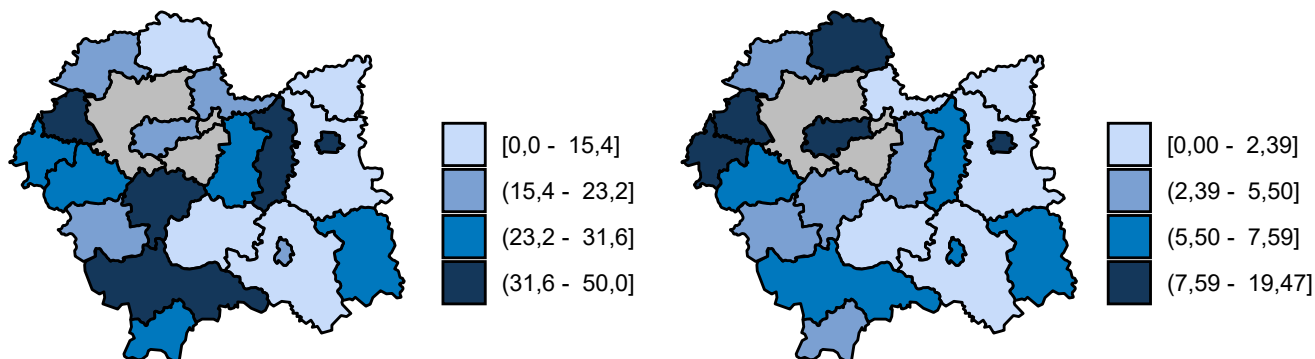 [0,0 - 15,4]
(15,4 - 23,2]
(23,2 - 31,6]
(31,6 - 50,0]
[0,00 - 2,39]
(2,39 - 5,50]
(5,50 - 7,59]
(7,59 - 19,47]